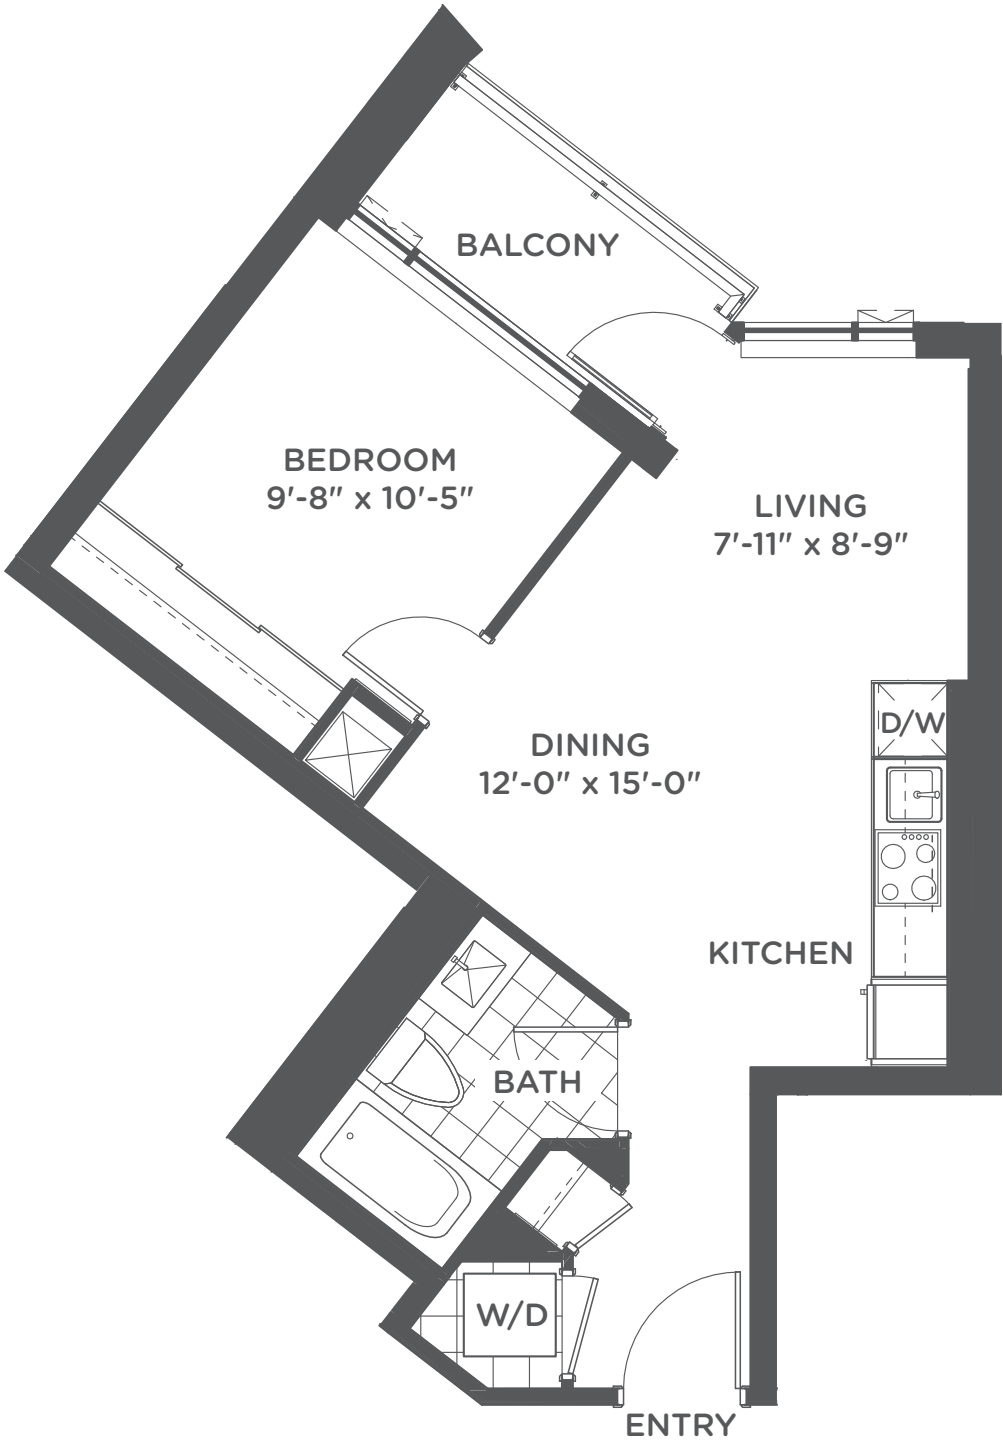 BALCONY
BEDROOM
9'-8" x 10'-5"
LIVING
7'-11" x 8'-9"
D/W
DINING
12'-0" x 15'-0"
KITCHEN
BATH
W/D
ENTRY